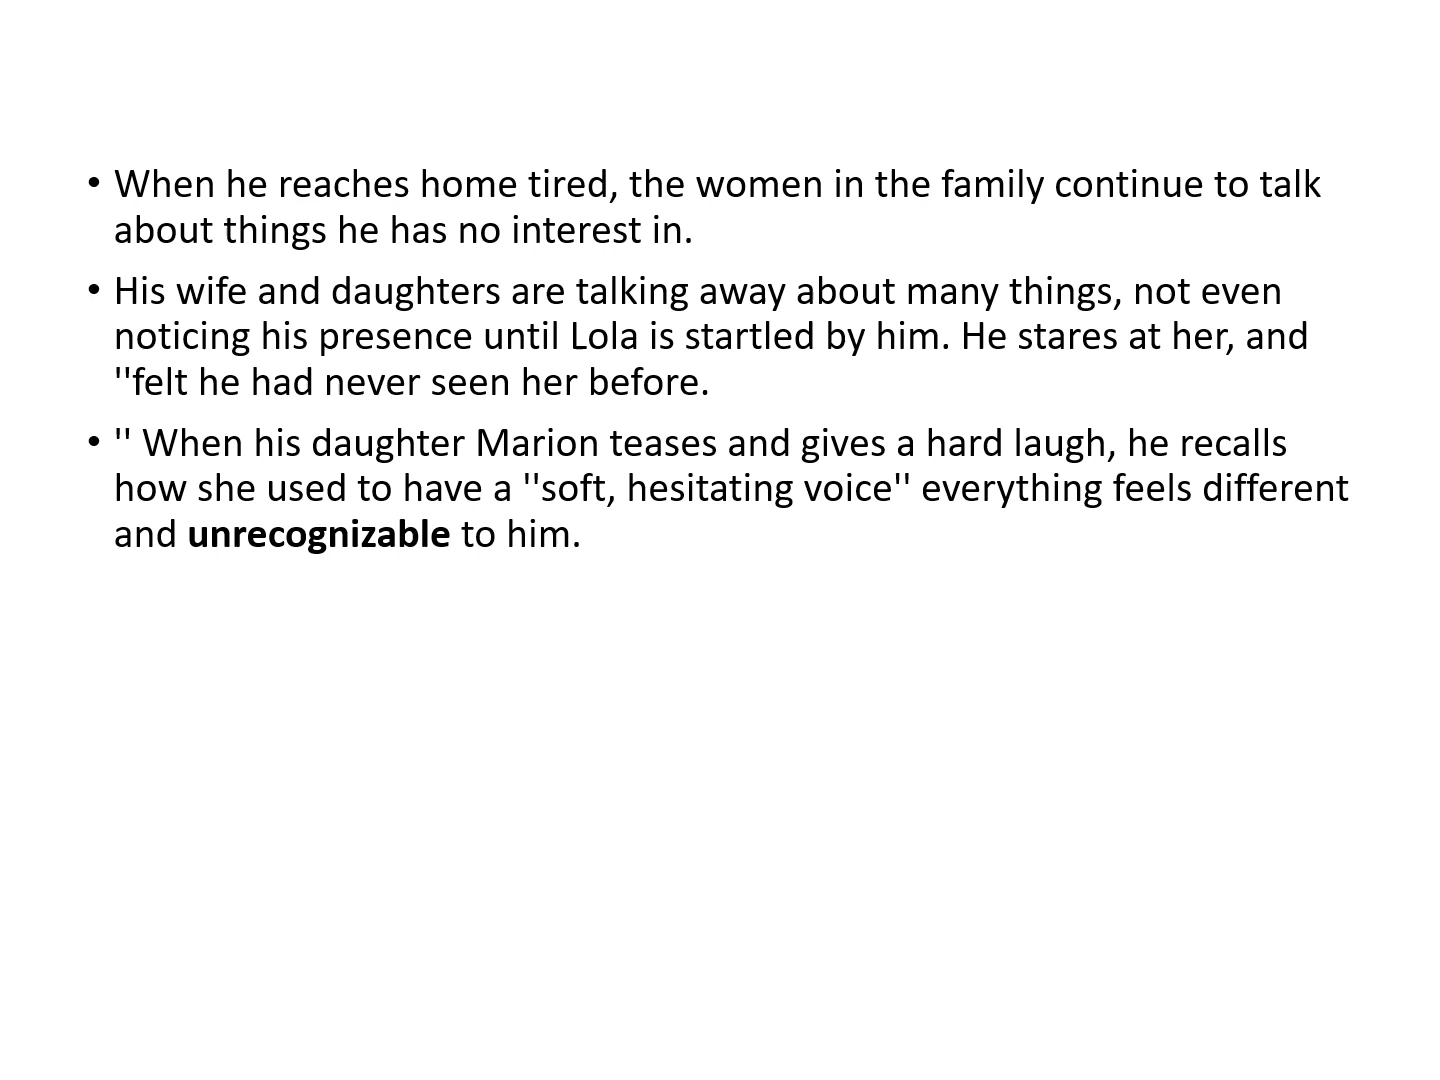 • When he reaches home tired, the women in the family continue to talk
about things he has no interest in.
• His wife and daughters are talking away about many things, not even
noticing his presence until Lola is startled by him. He stares at her, and
''felt he had never seen her before.
• '' When his daughter Marion teases and gives a hard laugh, he recalls
how she used to have a ''soft, hesitating voice'' everything feels different
and unrecognizable to him.